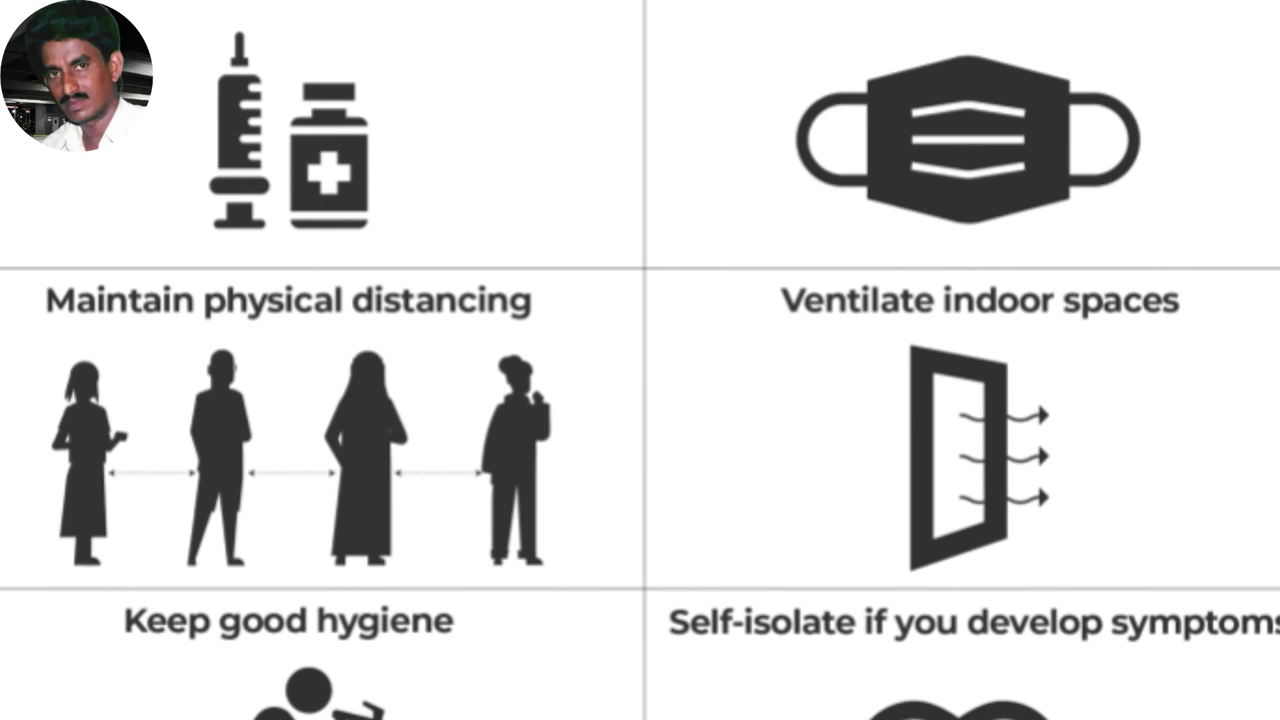 Maintain physical distancing
Ventilate indoor spaces
Keep good hygiene
Self-isolate if you develop symptoms